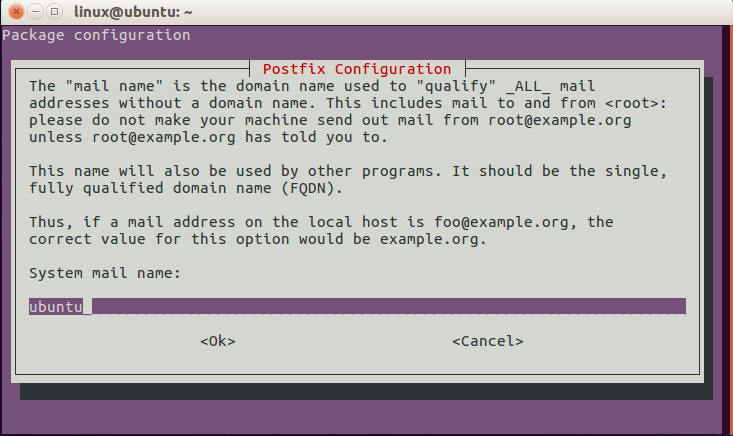 linux@ubuntu: ~
Package configuration
Postfix Configuration
The "mail name" is the domain name used to "qualify" _ALL_ mail
addresses without a domain name. This includes mail to and from <root>:
please do not make your machine send out mail from root@example.org
unless root@example.org has told you to.
This name will also be used by other programs. It should be the single,
fully qualified domain name (FQDN).
Thus, if a mail address on the local host is foo@example.org, the
correct value for this option would be example.org.
System mail name:
ubuntu
<Ok> <Cancel>